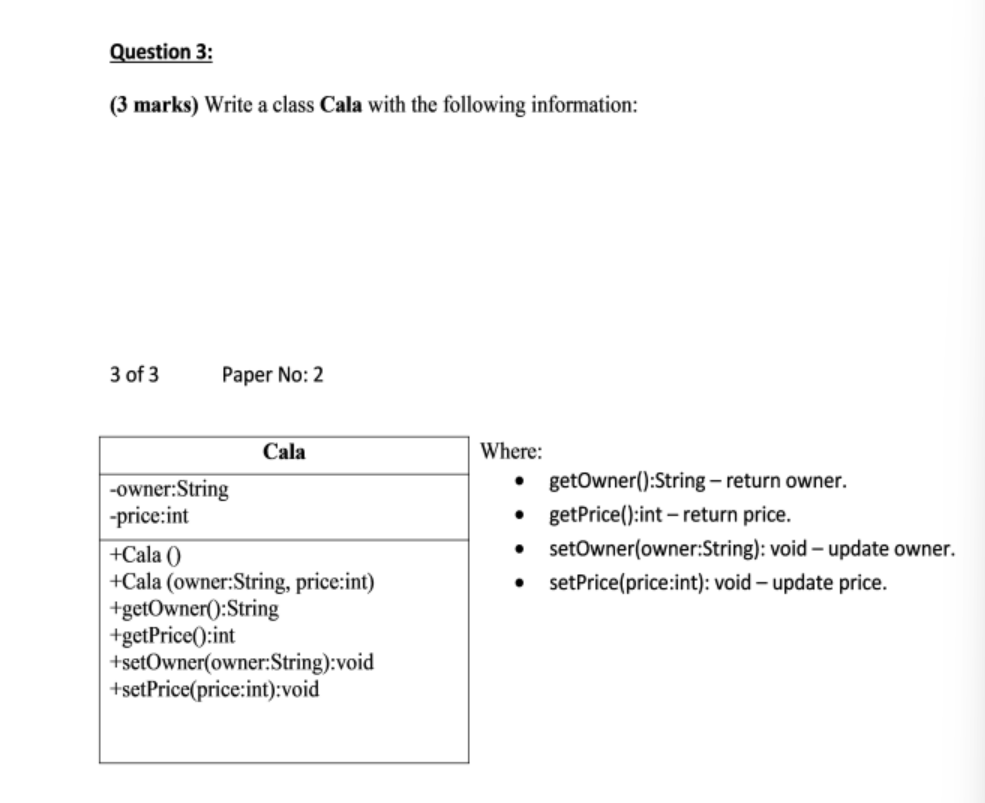 Question 3:
(3 marks) Write a class Cala with the following information:
3 of 3 Paper No: 2
Cala
-owner:String
-price:int
+Cala ()
+Cala (owner:String, price:int)
+getOwner():String
+getPrice():int
+setOwner(owner:String):void
+setPrice(price:int):void
Where:
• getOwner():String – return owner.
• getPrice():int – return price.
• setOwner(owner:String): void – update owner.
• setPrice(price:int): void – update price.